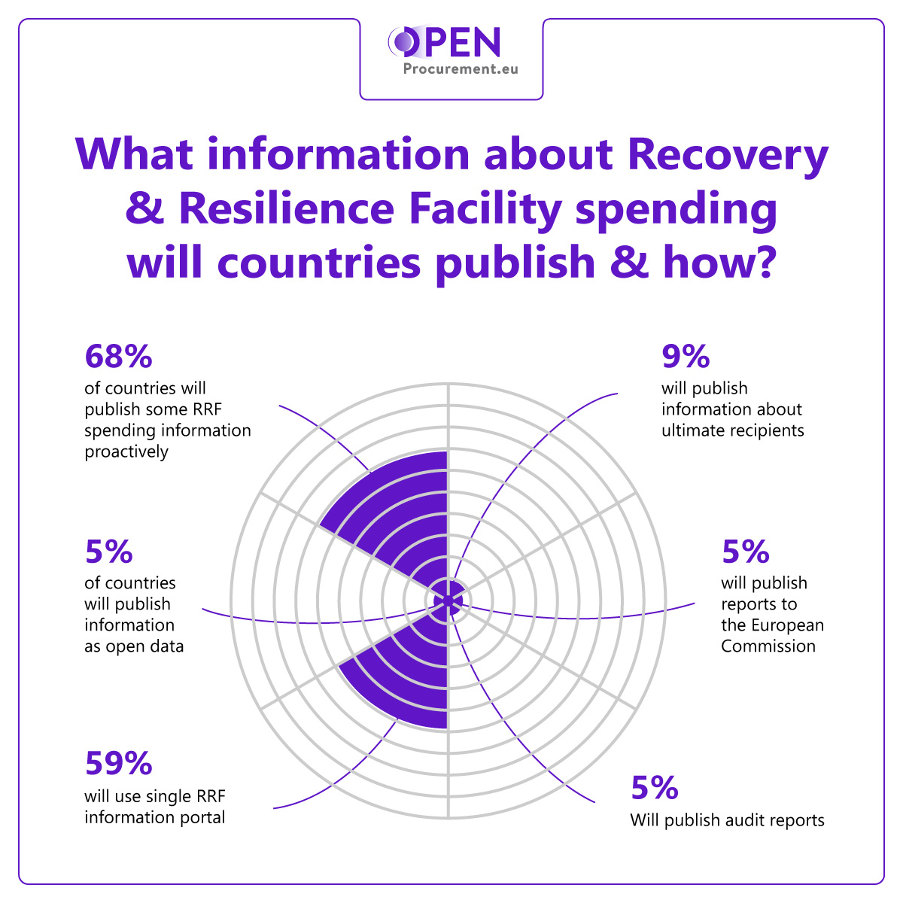 OPEN
Procurement.eu
What information about Recovery
& Resilience Facility spending
will countries publish & how?
68%
of countries will
publish some RRF
spending information
proactively
9%
will publish
information about
ultimate recipients
5%
of countries
will publish
information
as open data
5%
will publish
reports to
the European
Commission
59%
will use single RRF
information portal
5%
Will publish audit reports